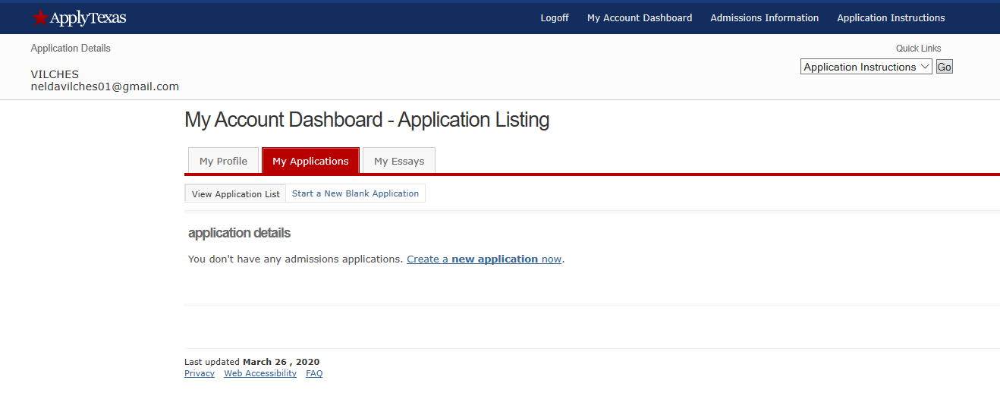 ApplyTexas
Logoff My Account Dashboard Admissions Information Application Instructions
Application Details
Quick Links
VILCHES
neldavilches01@gmail.com
Application Instructions Go
My Account Dashboard - Application Listing
My Profile My Applications My Essays
View Application List Start a New Blank Application
application details
You don't have any admissions applications. Create a new application now.
Last updated March 26 , 2020
Privacy Web Accessibility FAQ